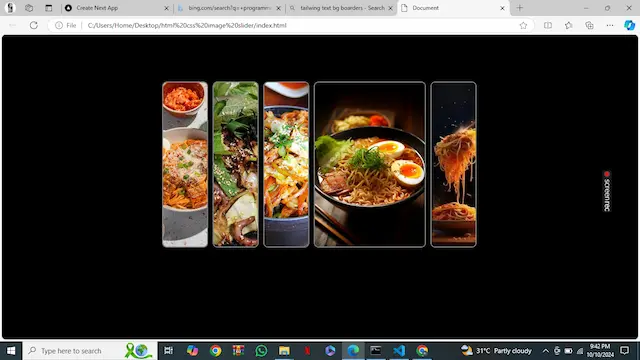 Create Next App
bing.com/search?q=+programin
tailwing text bg boarders - Search
Document
File
C:/Users/Home/Desktop/html%20css%20image%20slider/index.html
screenrec
Type here to search
31°C Partly cloudy
9:42 PM
10/10/2024